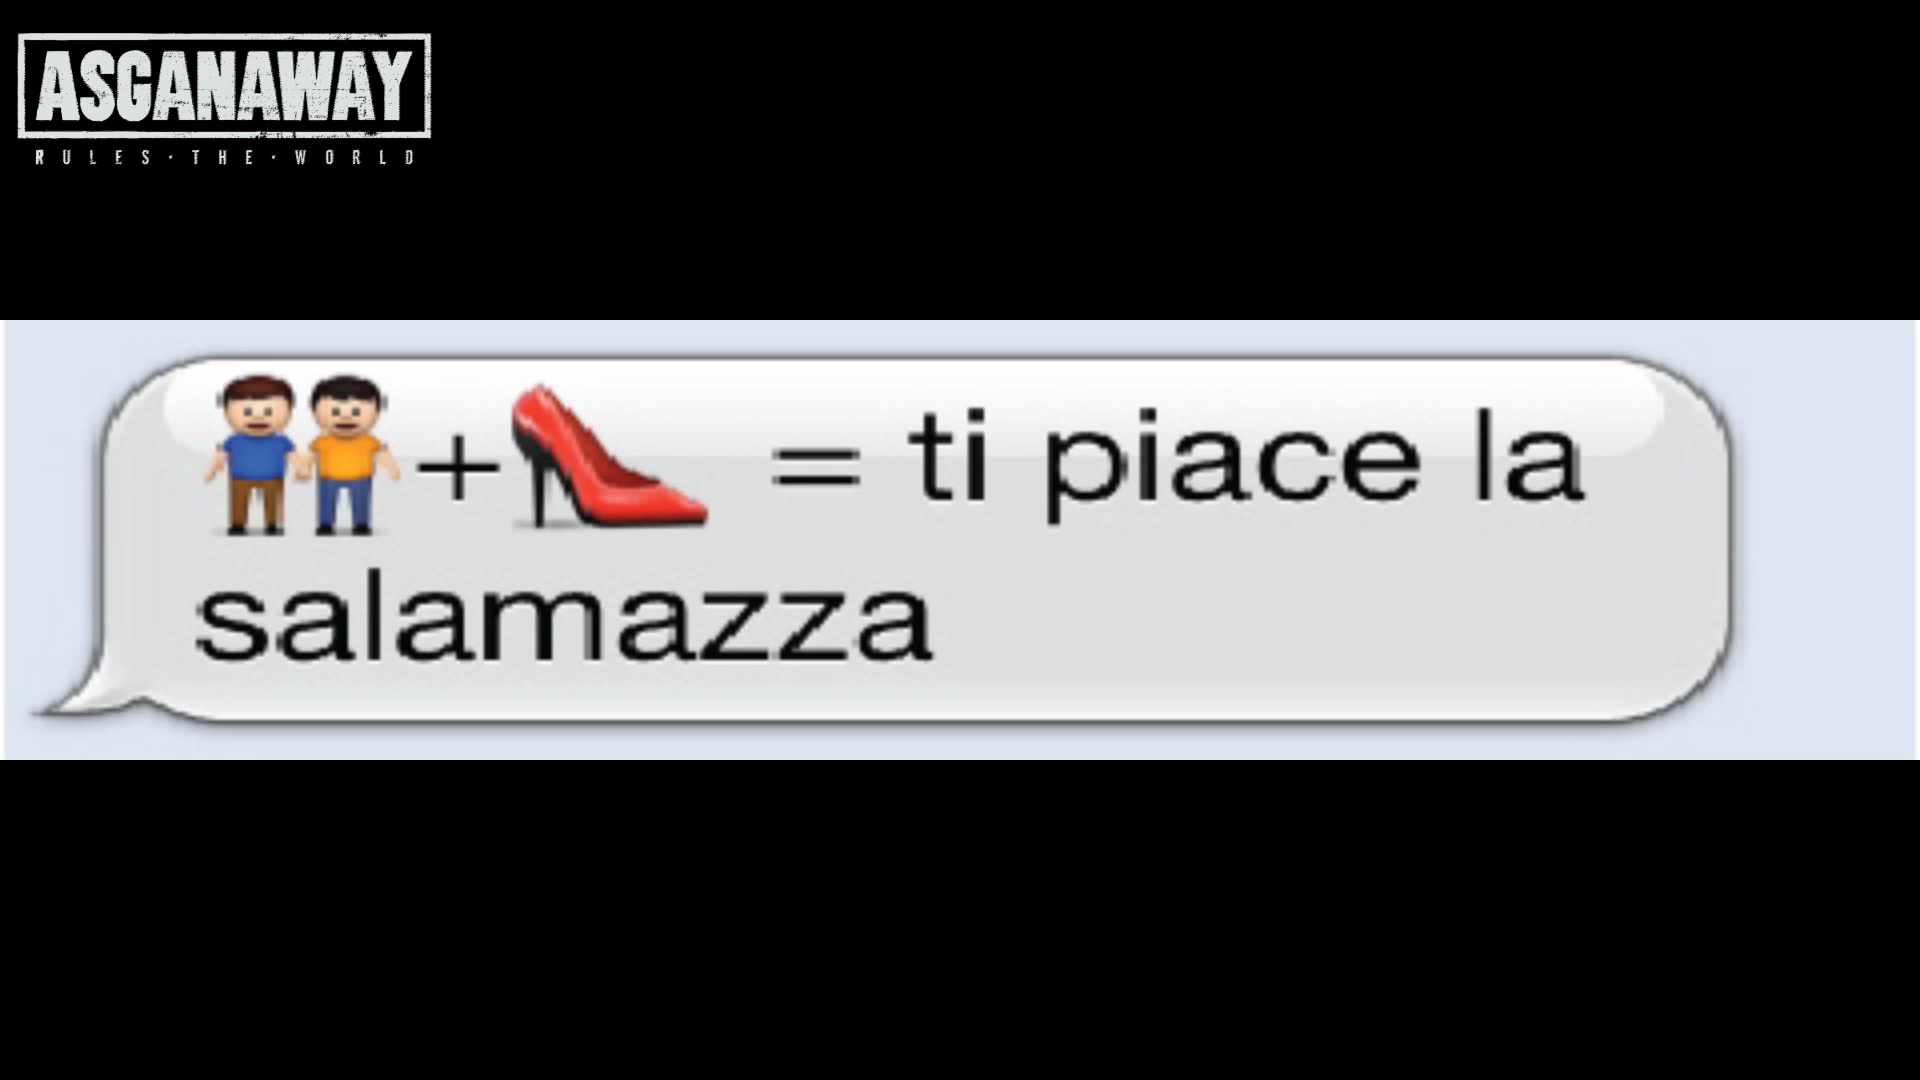 ASGANAWAY
RULES·THE·WORLD
👬+👠 = ti piace la
salamazza